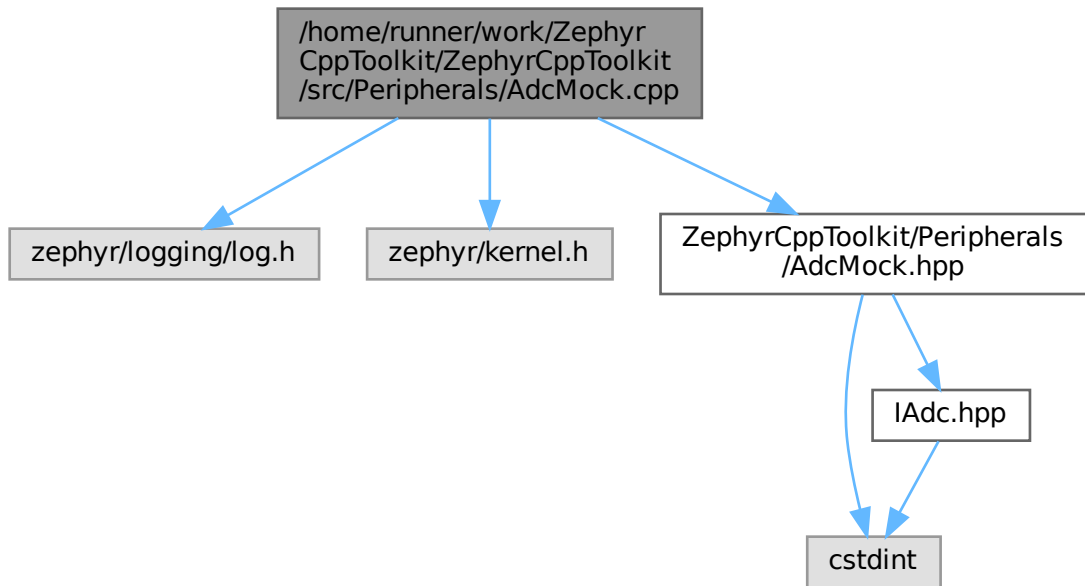 /home/runner/work/Zephyr
CppToolkit/ZephyrCppToolkit
/src/Peripherals/AdcMock.cpp
zephyr/logging/log.h
zephyr/kernel.h
ZephyrCppToolkit/Peripherals
/AdcMock.hpp
IAdc.hpp
cstdint